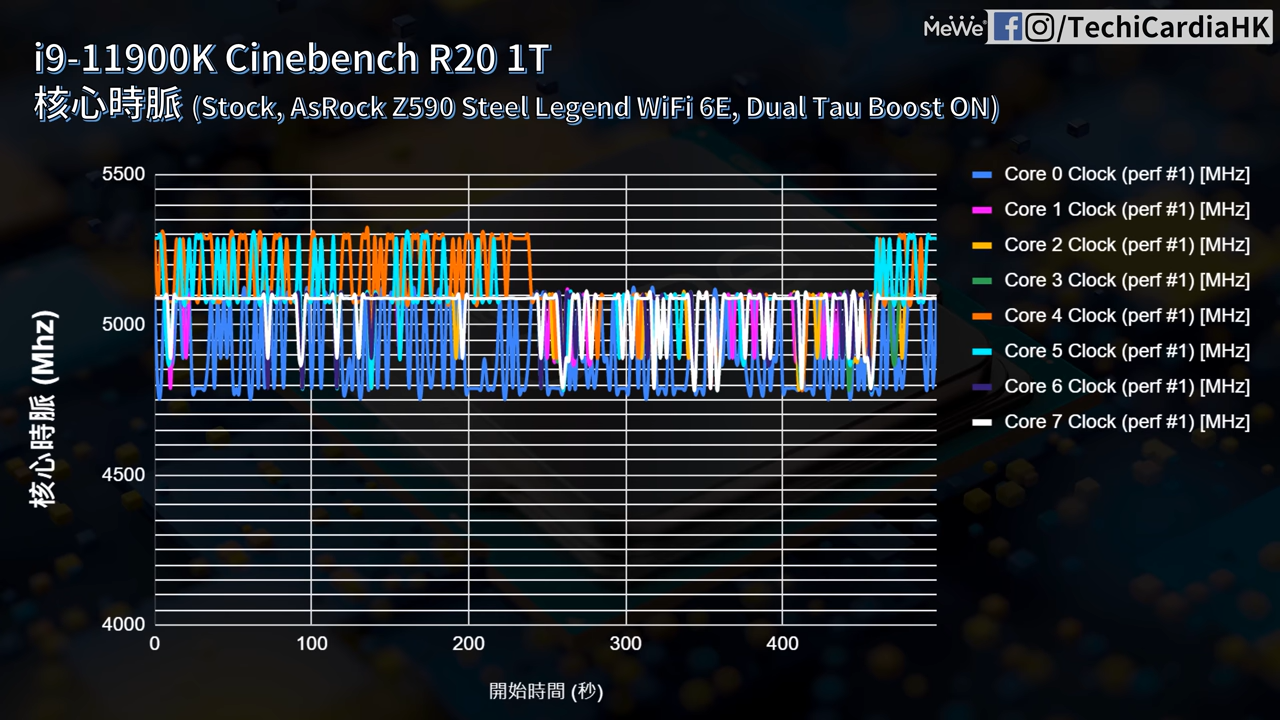 MeWe /TechiCardiaHK
i9-11900K Cinebench R20 1T
核心時脈 (Stock, AsRock Z590 Steel Legend WiFi 6E, Dual Tau Boost ON)
5500
5000
4500
4000
核心時脈 (Mhz)
0 100 200 300 400
開始時間 (秒)
Core 0 Clock (perf #1) [MHz]
Core 1 Clock (perf #1) [MHz]
Core 2 Clock (perf #1) [MHz]
Core 3 Clock (perf #1) [MHz]
Core 4 Clock (perf #1) [MHz]
Core 5 Clock (perf #1) [MHz]
Core 6 Clock (perf #1) [MHz]
Core 7 Clock (perf #1) [MHz]